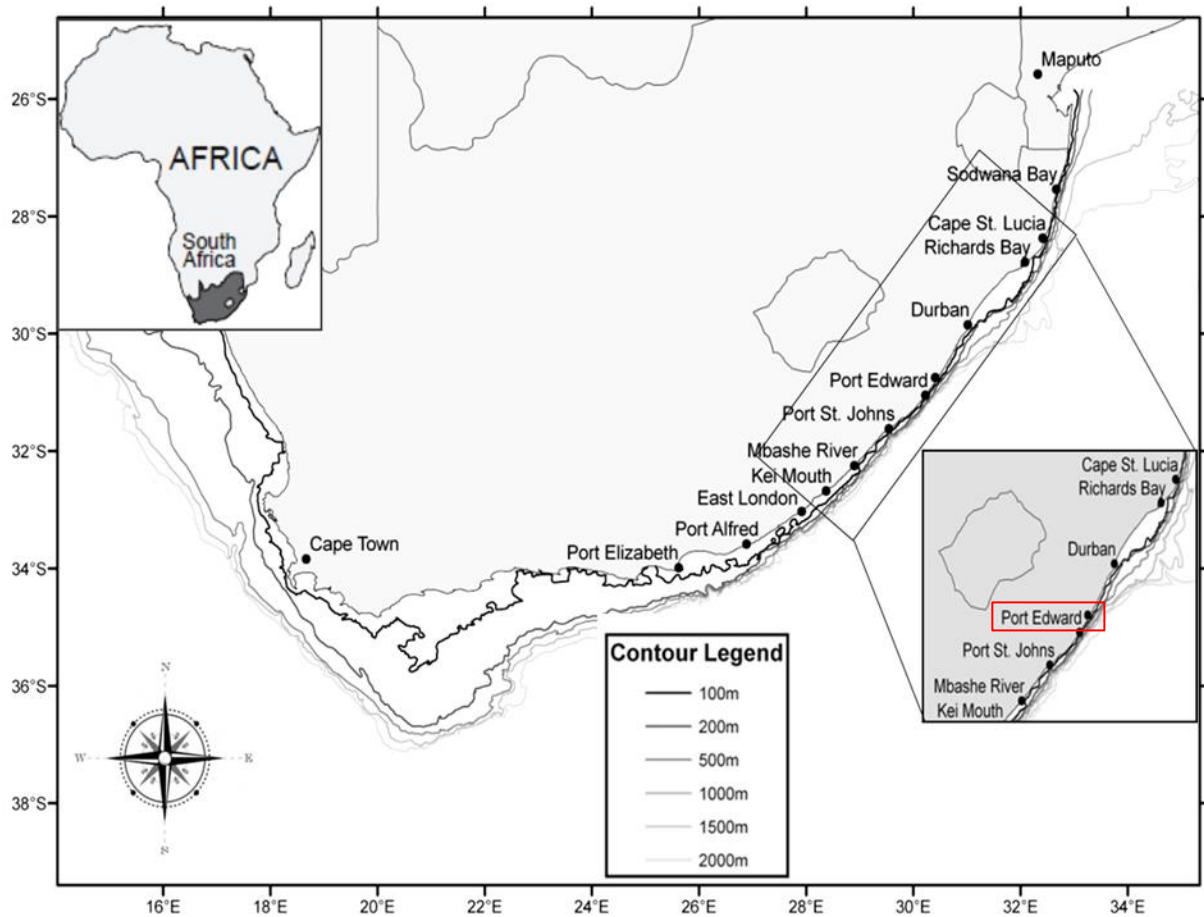 AFRICA
South
Africa
26°S
28°S
30°S
32°S
34°S
36°S
38°S
Maputo
Sodwana Bay
Cape St. Lucia
Richards Bay
Durban
Port Edward
Port St. Johns
Mbashe River
Kei Mouth
East London
Port Alfred
Port Elizabeth
Cape Town
Cape St. Lucia
Richards Bay
Durban
Port Edward
Port St. Johns
Mbashe River
Kei Mouth
Contour Legend
100m
200m
500m
1000m
1500m
2000m
N
W
E
S
16°E
18°E
20°E
22°E
24°E
26°E
28°E
30°E
32°E
34°E